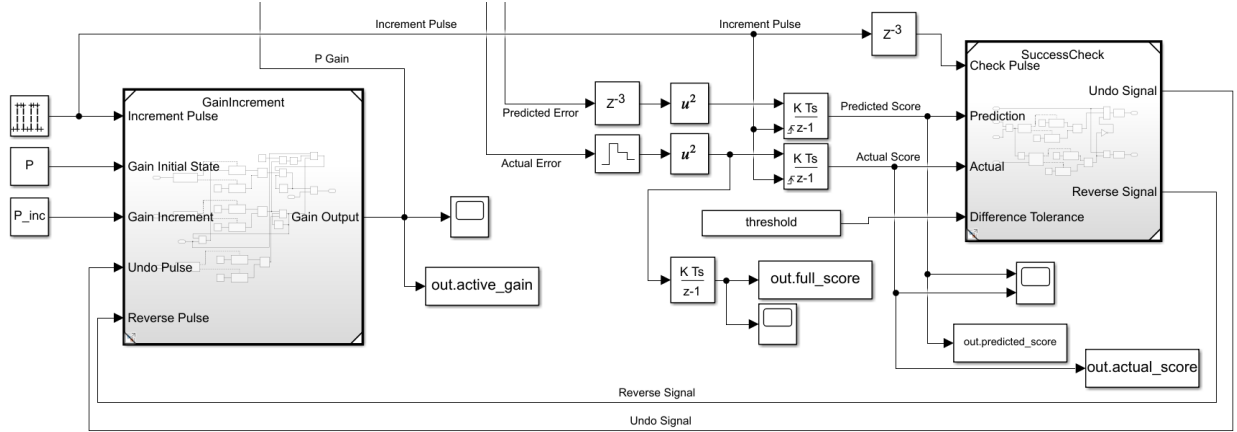 Increment Pulse
Increment Pulse
Z-3
SuccessCheck
Check Pulse
P Gain
Undo Signal
GainIncrement
Predicted Error
Z-3
u2
K Ts
z-1
Predicted Score
Increment Pulse
Prediction
P
Gain Initial State
Actual Error
u2
K Ts
z-1
Actual Score
Actual
Reverse Signal
P_inc
Gain Increment
Gain Output
threshold
Difference Tolerance
Undo Pulse
out.active_gain
K Ts
z-1
out.full_score
Reverse Pulse
out.predicted_score
out.actual_score
Reverse Signal
Undo Signal